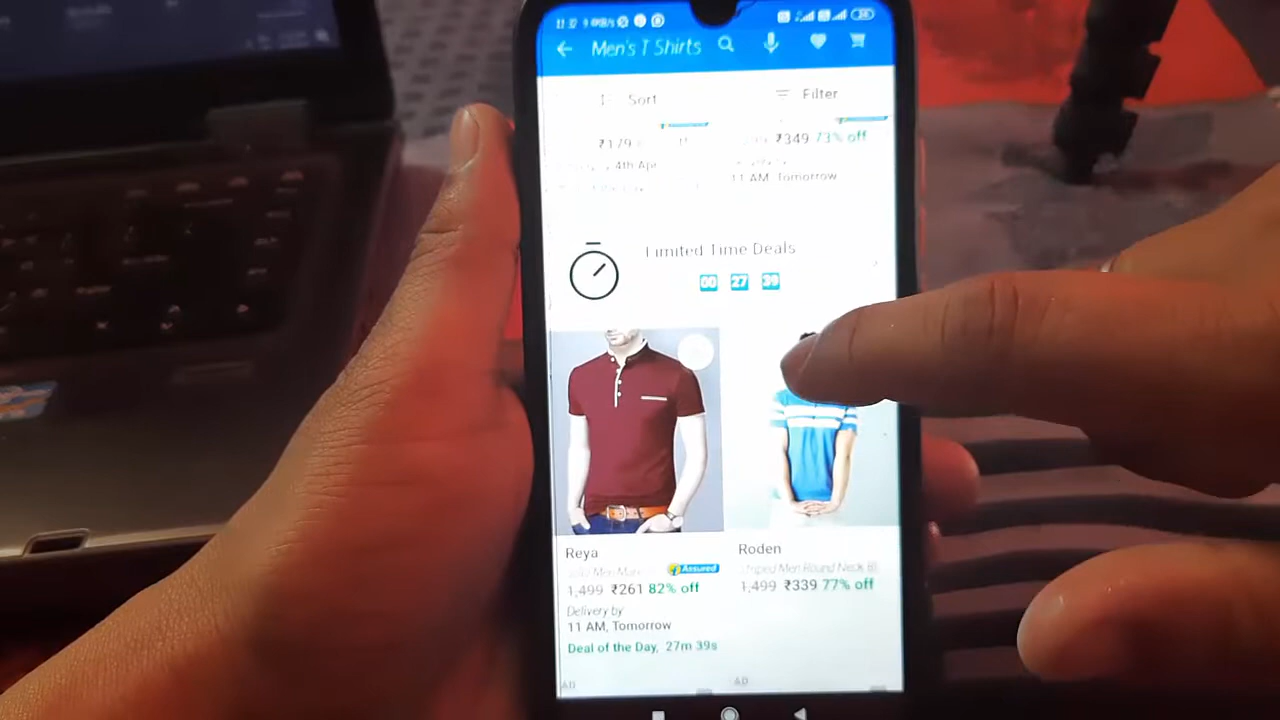 11:32
Men's T Shirts
Sort Filter
₹179 ₹349 73% off
4th Apr
11 AM, Tomorrow
Limited Time Deals
00 27 39
Reya Roden
Assured Striped Men Round Neck
1,499 ₹261 82% off 1,499 ₹339 77% off
Delivery by
11 AM, Tomorrow
Deal of the Day, 27m 39s
AD AD